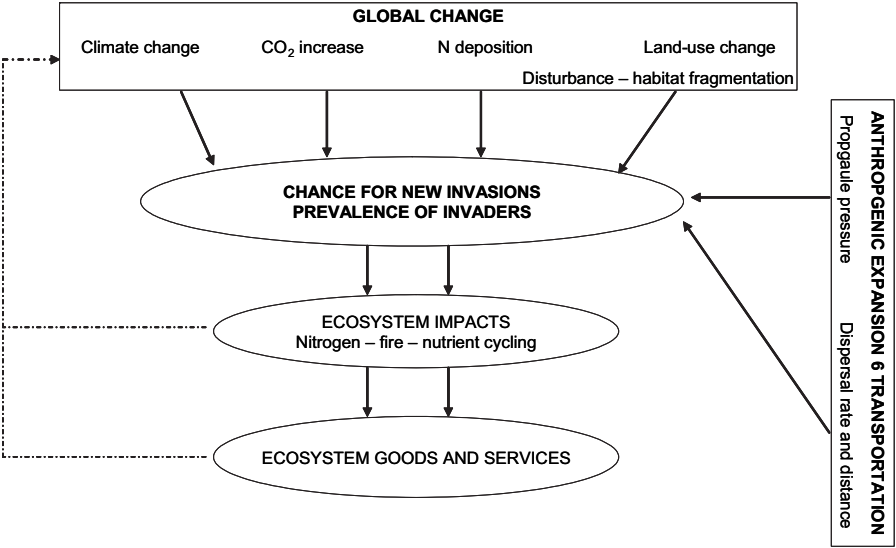 GLOBAL CHANGE
Climate change CO₂ increase N deposition Land-use change
Disturbance – habitat fragmentation
CHANCE FOR NEW INVASIONS
PREVALENCE OF INVADERS
ECOSYSTEM IMPACTS
Nitrogen – fire – nutrient cycling
ECOSYSTEM GOODS AND SERVICES
ANTHROPGENIC EXPANSION 6 TRANSPORTATION
Propgaule pressure Dispersal rate and distance